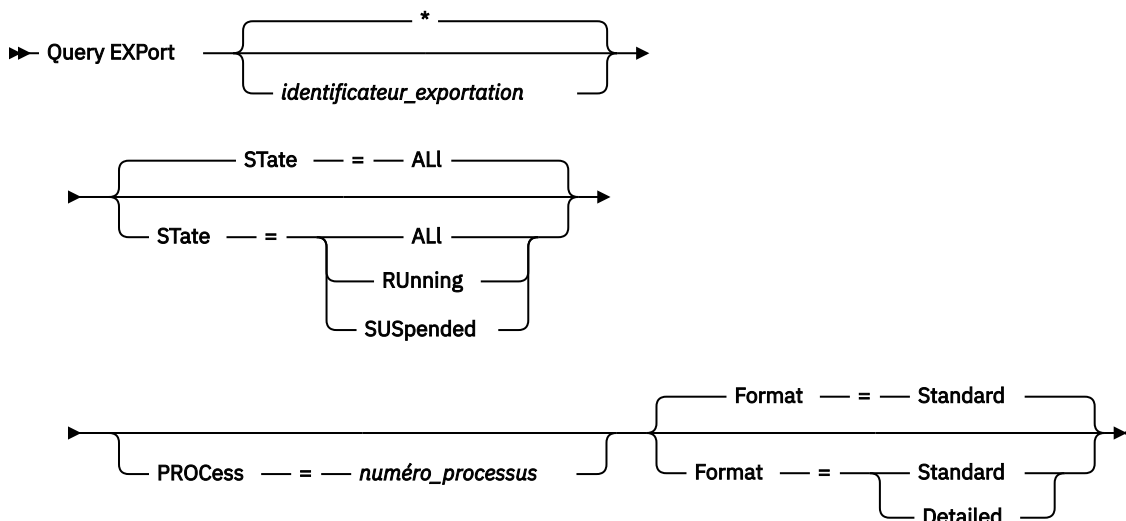 *
Query EXPort
identificateur_exportation
STate = ALl
STate = ALl
RUnning
SUSpended
Format = Standard
PROCess = numéro_processus Format = Standard
Detailed